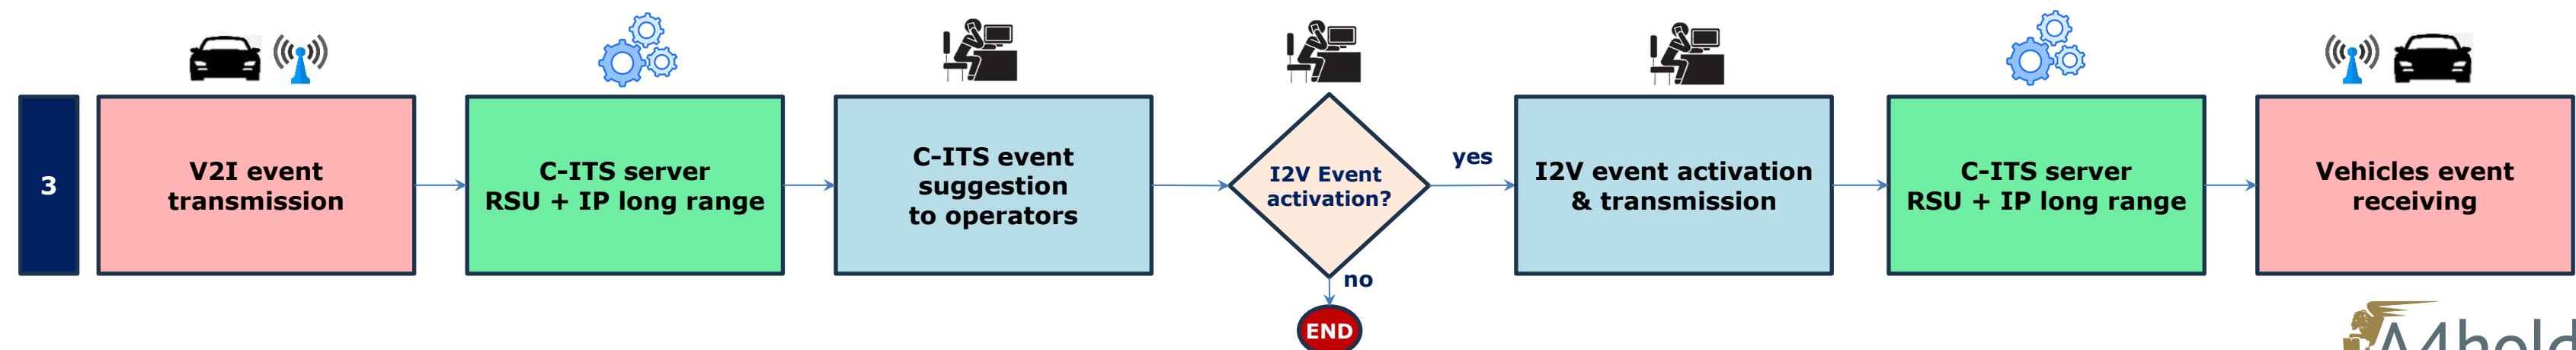 3
V2I event
transmission
C-ITS server
RSU + IP long range
C-ITS event
suggestion
to operators
I2V Event
activation?
yes
no
END
I2V event activation
& transmission
C-ITS server
RSU + IP long range
Vehicles event
receiving
A4hold